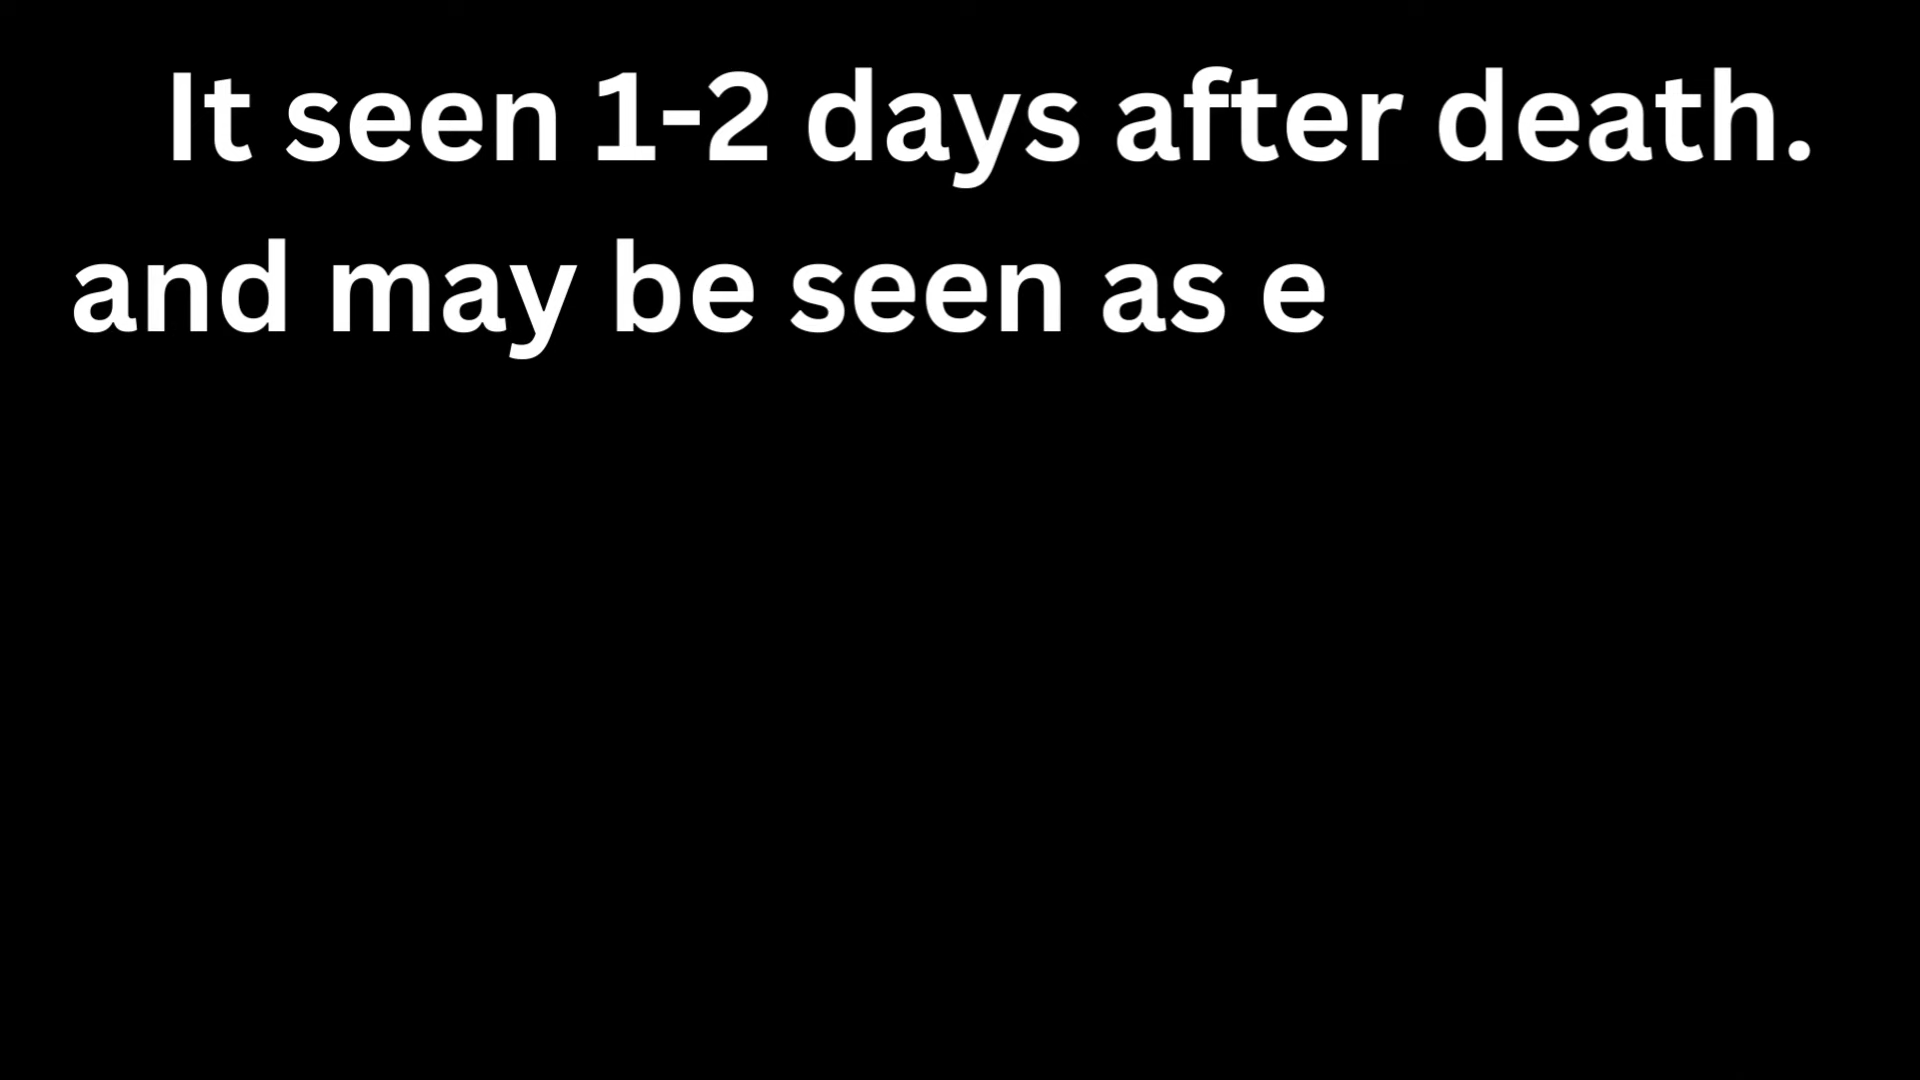 It seen 1-2 days after death.
and may be seen as e